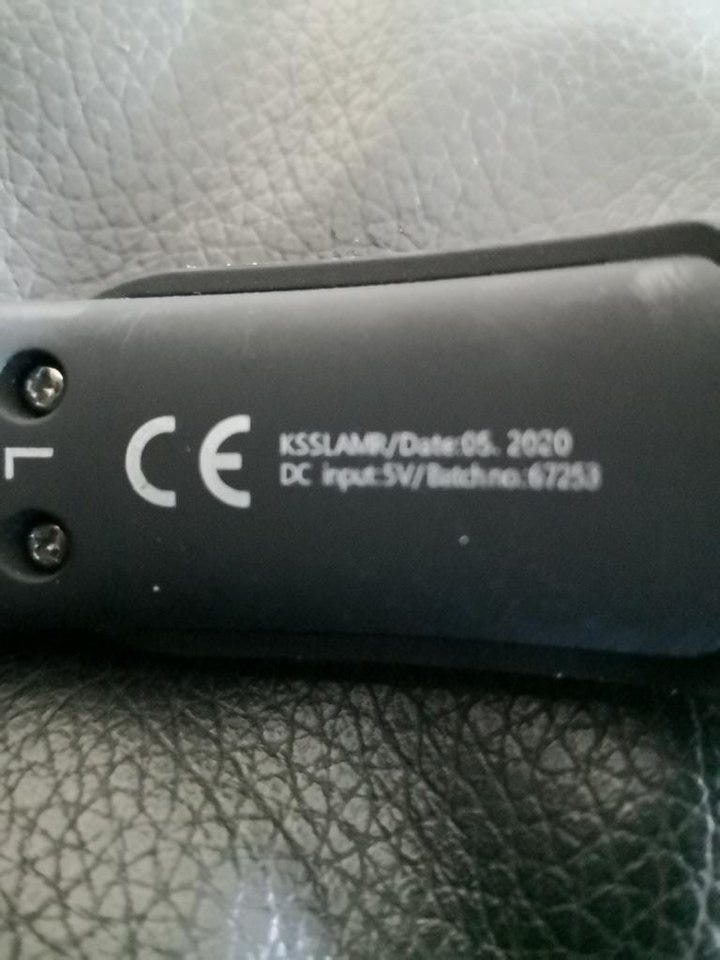 L
CE
KSSLAMR/Date:05. 2020
DC input:5V/Batch no.:67253